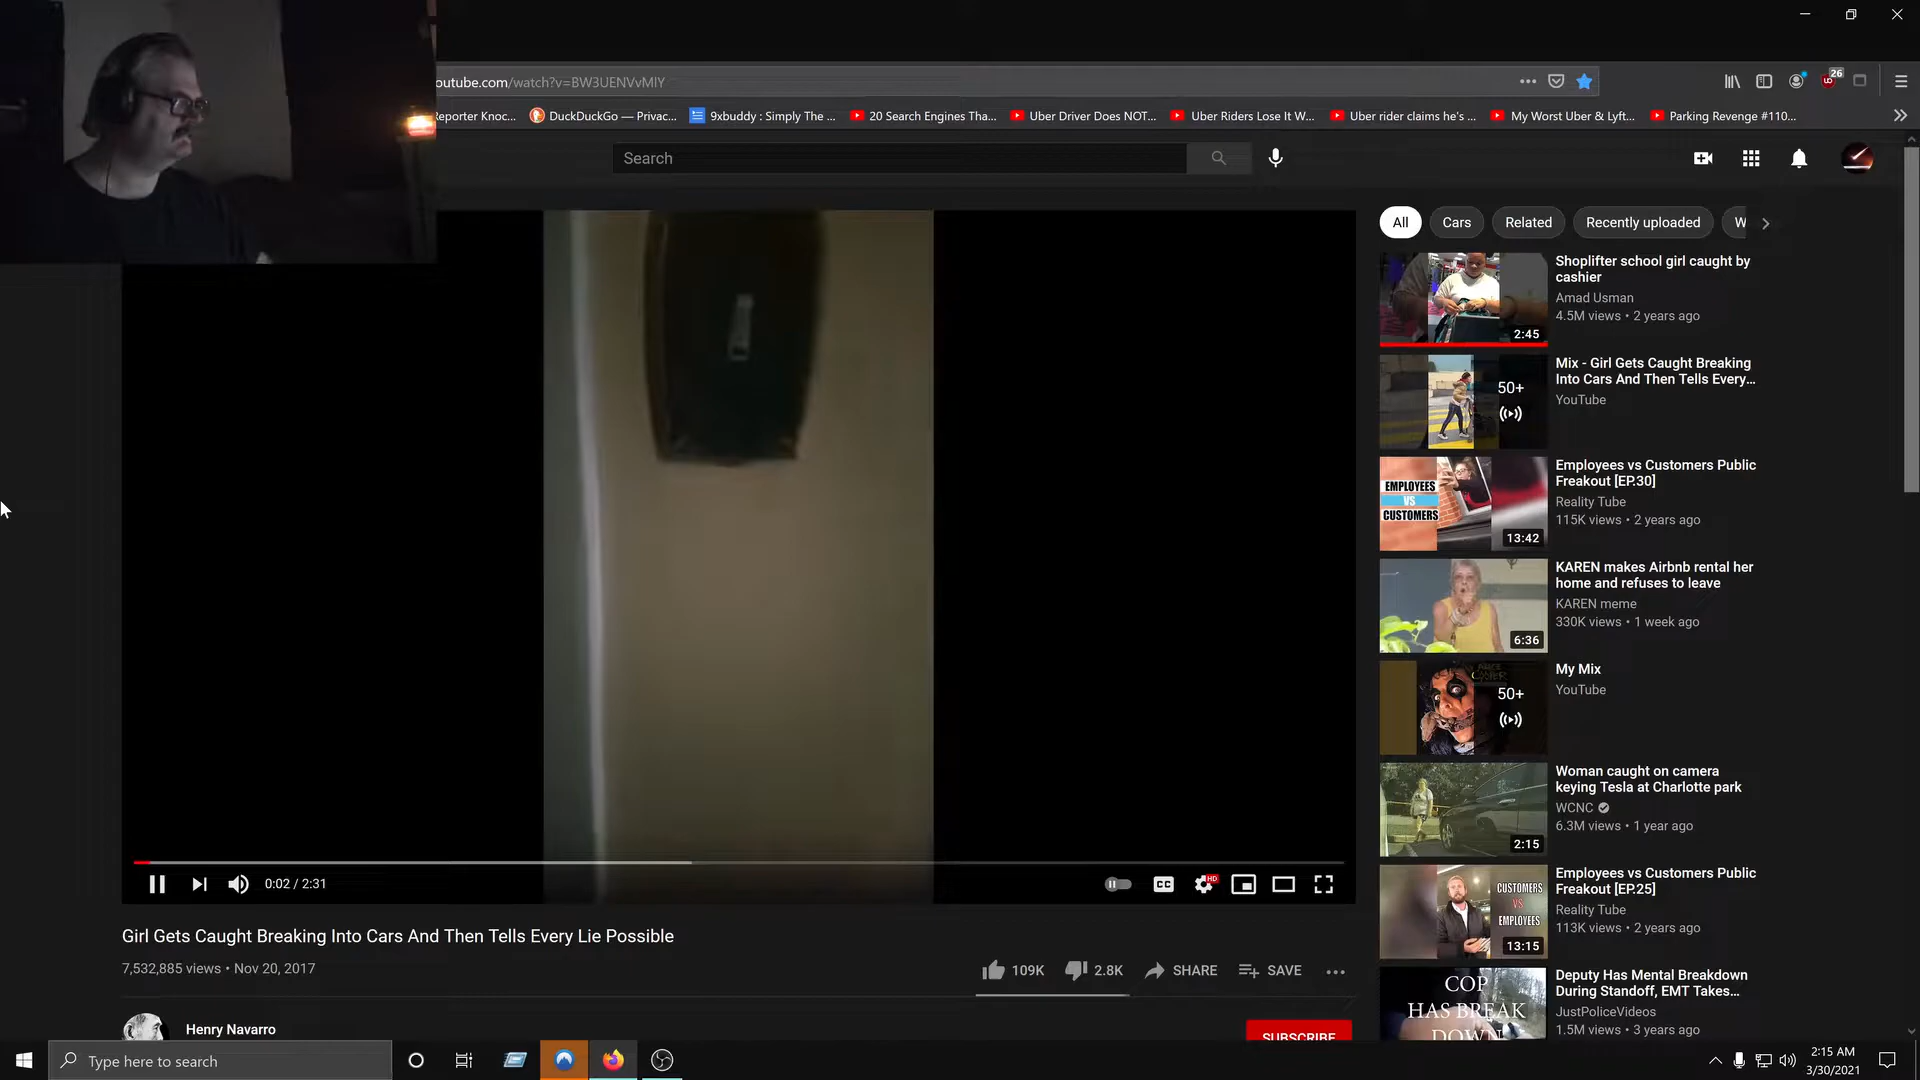 outube.com/watch?v=BW3UENVvMIY
26
Reporter Knoc...
DuckDuckGo — Privac...
9xbuddy : Simply The ...
20 Search Engines Tha...
Uber Driver Does NOT...
Uber Riders Lose It W...
Uber rider claims he's ...
My Worst Uber & Lyft...
Parking Revenge #110...
Search
All
Cars
Related
Recently uploaded
W
Shoplifter school girl caught by
cashier
Amad Usman
4.5M views • 2 years ago
2:45
Mix - Girl Gets Caught Breaking
Into Cars And Then Tells Every...
YouTube
50+
Employees vs Customers Public
Freakout [EP.30]
Reality Tube
115K views • 2 years ago
EMPLOYEES
VS
CUSTOMERS
13:42
KAREN makes Airbnb rental her
home and refuses to leave
KAREN meme
330K views • 1 week ago
6:36
My Mix
YouTube
50+
Woman caught on camera
keying Tesla at Charlotte park
WCNC
6.3M views • 1 year ago
2:15
Employees vs Customers Public
Freakout [EP.25]
Reality Tube
113K views • 2 years ago
CUSTOMERS
VS
EMPLOYEES
13:15
Deputy Has Mental Breakdown
During Standoff, EMT Takes...
JustPoliceVideos
1.5M views • 3 years ago
COP
HAS BREAK
DOWN
0:02 / 2:31
CC
HD
Girl Gets Caught Breaking Into Cars And Then Tells Every Lie Possible
7,532,885 views • Nov 20, 2017
109K
2.8K
SHARE
SAVE
Henry Navarro
SUBSCRIBE
Type here to search
2:15 AM
3/30/2021